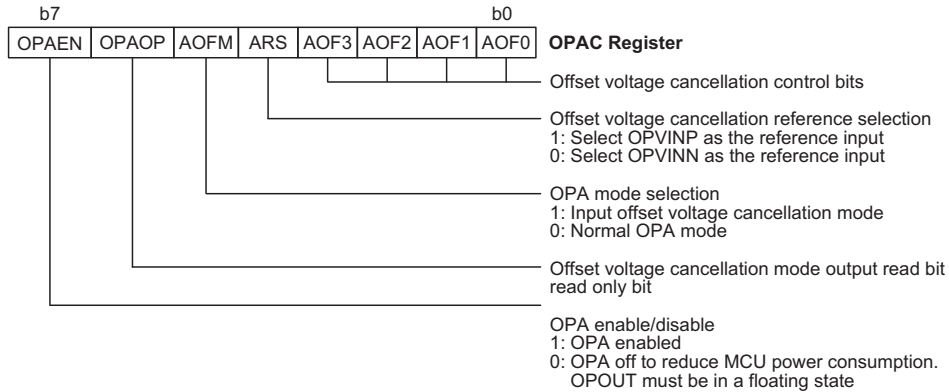 b7 b0
OPAEN OPAOP AOFM ARS AOF3 AOF2 AOF1 AOF0 OPAC Register
Offset voltage cancellation control bits
Offset voltage cancellation reference selection
1: Select OPVINP as the reference input
0: Select OPVINN as the reference input
OPA mode selection
1: Input offset voltage cancellation mode
0: Normal OPA mode
Offset voltage cancellation mode output read bit
read only bit
OPA enable/disable
1: OPA enabled
0: OPA off to reduce MCU power consumption.
OPOUT must be in a floating state